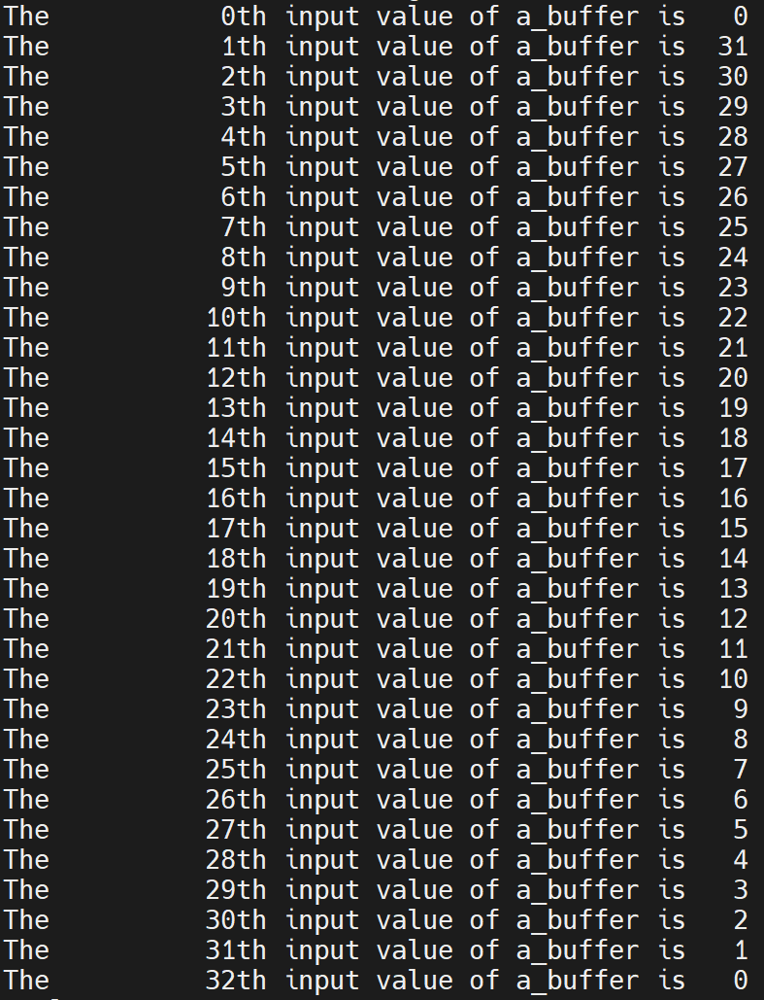 The           0th input value of a_buffer is   0
The           1th input value of a_buffer is  31
The           2th input value of a_buffer is  30
The           3th input value of a_buffer is  29
The           4th input value of a_buffer is  28
The           5th input value of a_buffer is  27
The           6th input value of a_buffer is  26
The           7th input value of a_buffer is  25
The           8th input value of a_buffer is  24
The           9th input value of a_buffer is  23
The          10th input value of a_buffer is  22
The          11th input value of a_buffer is  21
The          12th input value of a_buffer is  20
The          13th input value of a_buffer is  19
The          14th input value of a_buffer is  18
The          15th input value of a_buffer is  17
The          16th input value of a_buffer is  16
The          17th input value of a_buffer is  15
The          18th input value of a_buffer is  14
The          19th input value of a_buffer is  13
The          20th input value of a_buffer is  12
The          21th input value of a_buffer is  11
The          22th input value of a_buffer is  10
The          23th input value of a_buffer is   9
The          24th input value of a_buffer is   8
The          25th input value of a_buffer is   7
The          26th input value of a_buffer is   6
The          27th input value of a_buffer is   5
The          28th input value of a_buffer is   4
The          29th input value of a_buffer is   3
The          30th input value of a_buffer is   2
The          31th input value of a_buffer is   1
The          32th input value of a_buffer is   0